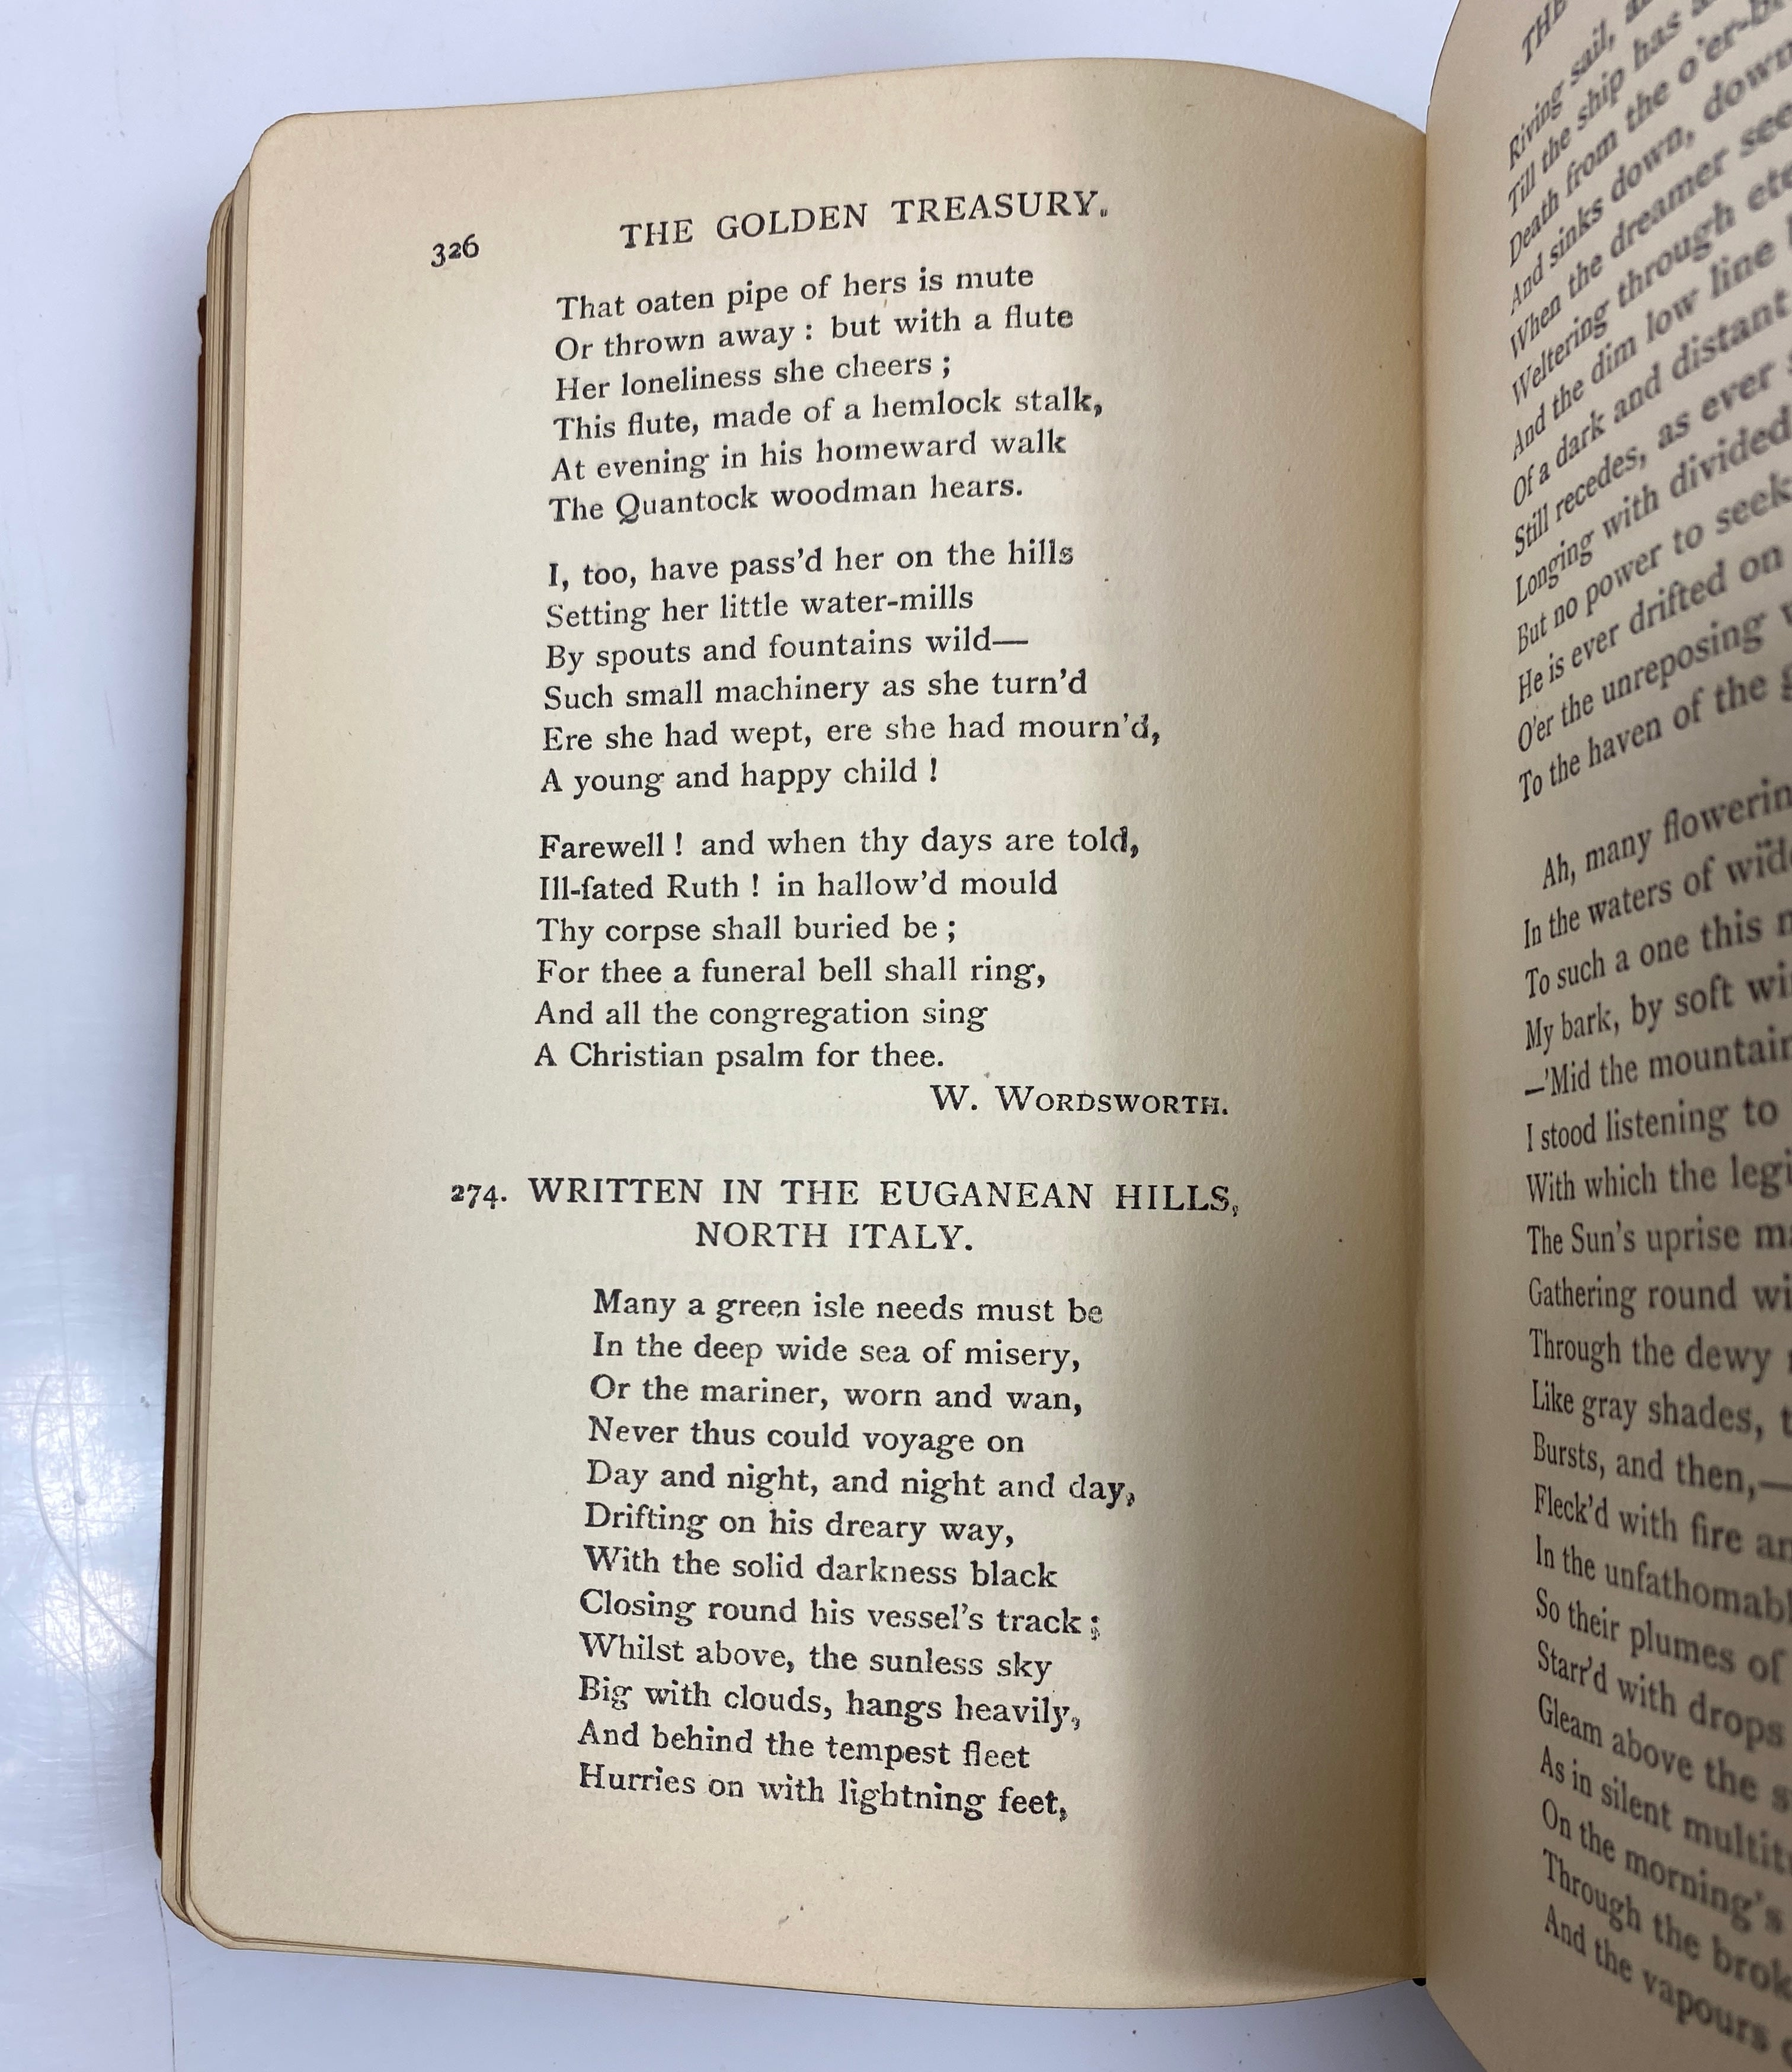 326
THE GOLDEN TREASURY.
That oaten pipe of hers is mute
Or thrown away : but with a flute
Her loneliness she cheers ;
This flute, made of a hemlock stalk,
At evening in his homeward walk
The Quantock woodman hears.
I, too, have pass'd her on the hills
Setting her little water-mills
By spouts and fountains wild—
Such small machinery as she turn'd
Ere she had wept, ere she had mourn'd,
A young and happy child !
Farewell ! and when thy days are told,
Ill-fated Ruth ! in hallow'd mould
Thy corpse shall buried be ;
For thee a funeral bell shall ring,
And all the congregation sing
A Christian psalm for thee.
W. WORDSWORTH.
274. WRITTEN IN THE EUGANEAN HILLS,
NORTH ITALY.
Many a green isle needs must be
In the deep wide sea of misery,
Or the mariner, worn and wan,
Never thus could voyage on
Day and night, and night and day,
Drifting on his dreary way,
With the solid darkness black
Closing round his vessel's track ;
Whilst above, the sunless sky
Big with clouds, hangs heavily,
And behind the tempest fleet
Hurries on with lightning feet,
THE
Riving sail,
Till the ship has
Death from the
And sinks down, down
When the dreamer
Weltering through
And the dim low line
Of a dark and distant
Still recedes, as ever
Longing with divided
But no power to seek
He is ever drifted on
O'er the unreposing
To the haven of the
Ah, many
In the waters of
To such a one this
My bark, by soft
—'Mid the
I stood listening to
With which the
The Sun's uprise
Gathering round
Through the dewy
Like gray shades,
Bursts, and then,—
Fleck'd with fire
In the
So their plumes of
Starr'd with drops
Gleam above the
As in silent
On the morning's
Through the
And the vapours